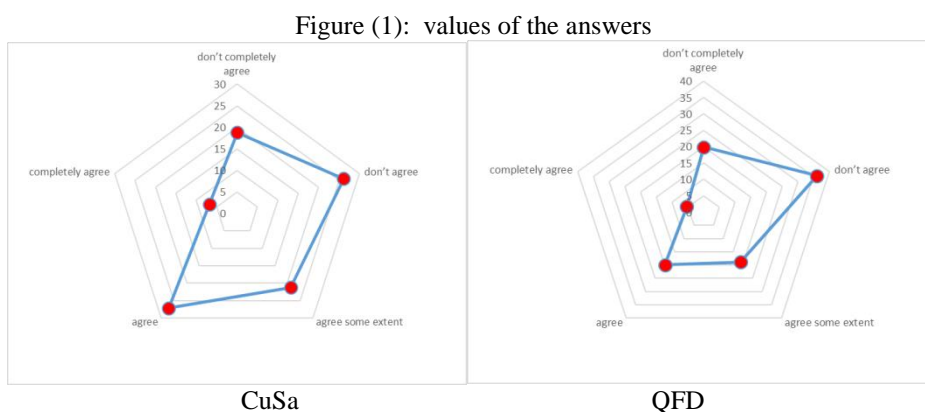 Figure (1): values of the answers
don't completely
agree
30
25
20
15
10
5
0
don't agree
agree some extent
agree
completely agree
don't completely
agree
40
35
30
25
20
15
10
5
0
don't agree
agree some extent
agree
completely agree
CuSa
QFD